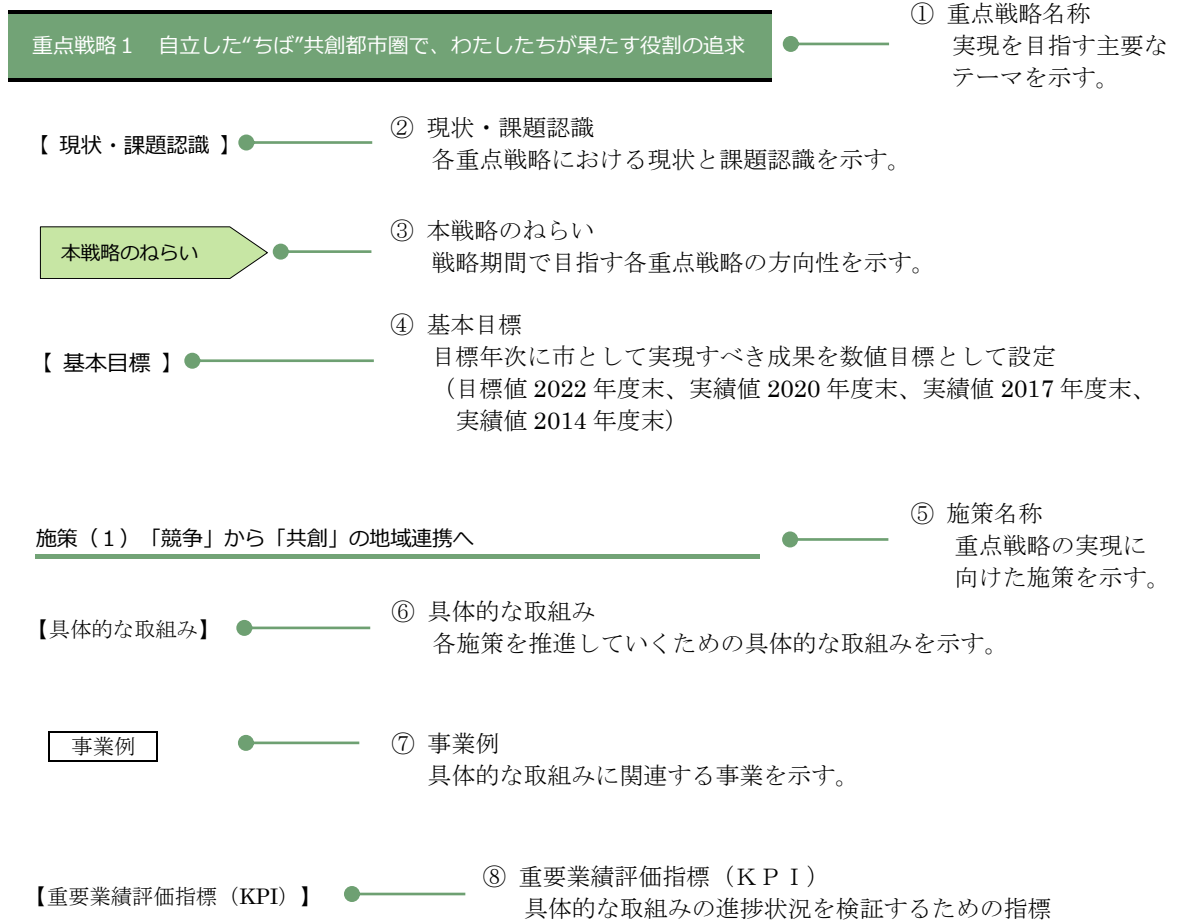 ① 重点戦略名称
重点戦略1 自立した“ちば”共創都市圏で、わたしたちが果たす役割の追求
実現を目指す主要な
テーマを示す。
【 現状・課題認識 】
② 現状・課題認識
各重点戦略における現状と課題認識を示す。
本戦略のねらい
③ 本戦略のねらい
戦略期間で目指す各重点戦略の方向性を示す。
【 基本目標 】
④ 基本目標
目標年次に市として実現すべき成果を数値目標として設定
（目標値 2022 年度末、実績値 2020 年度末、実績値 2017 年度末、
実績値 2014 年度末）
施策（１）「競争」から「共創」の地域連携へ
⑤ 施策名称
重点戦略の実現に
向けた施策を示す。
【具体的な取組み】
⑥ 具体的な取組み
各施策を推進していくための具体的な取組みを示す。
事業例
⑦ 事業例
具体的な取組みに関連する事業を示す。
【重要業績評価指標（KPI）】
⑧ 重要業績評価指標（ＫＰＩ）
具体的な取組みの進捗状況を検証するための指標